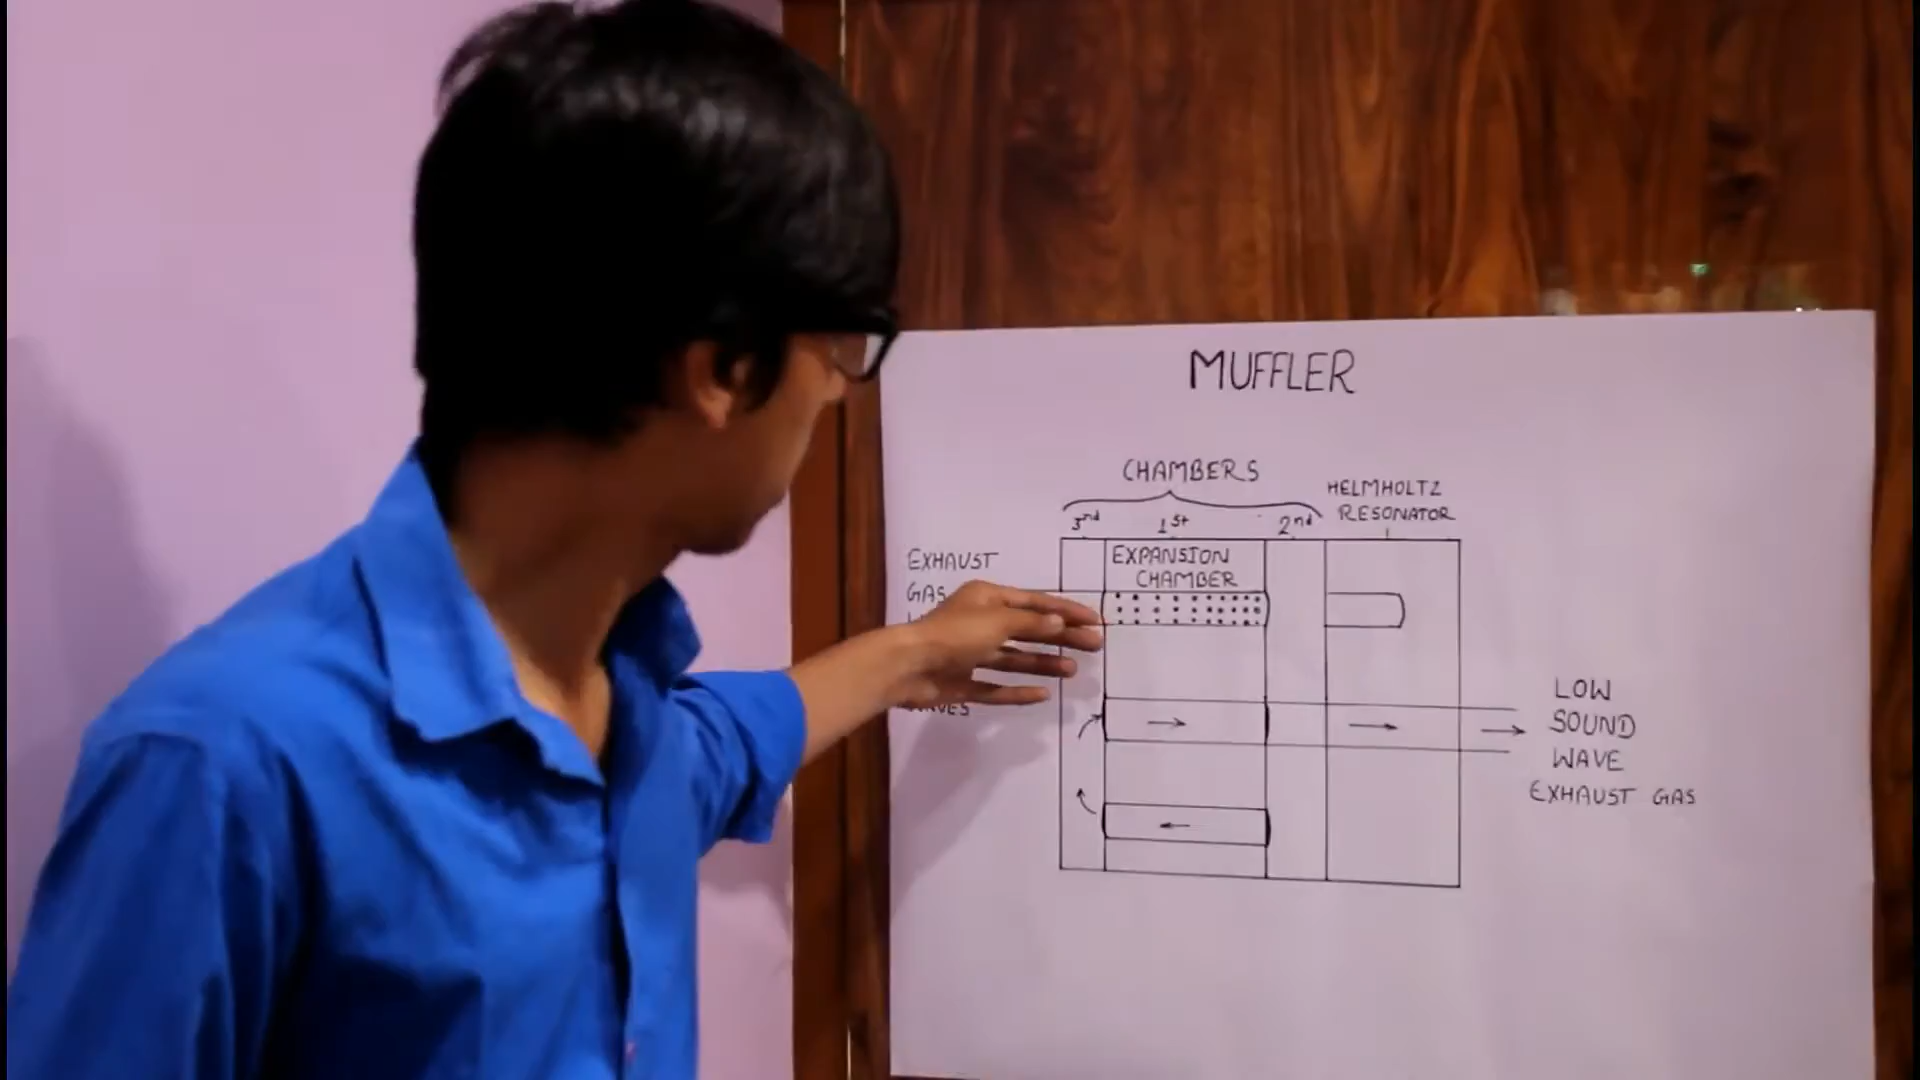 MUFFLER
CHAMBERS
HELMHOLTZ
RESONATOR
3rd
1st
2nd
EXHAUST
GAS
EXPANSION
CHAMBER
LOW
SOUND
WAVE
EXHAUST GAS